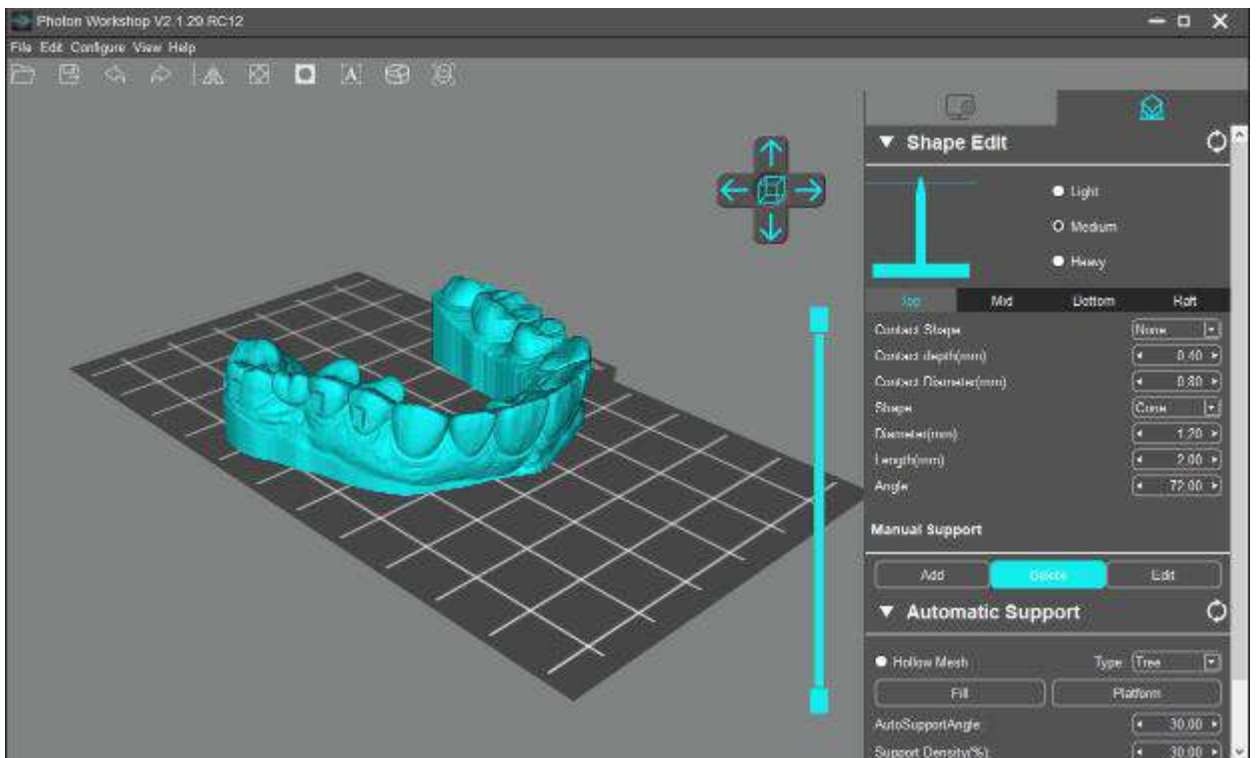 Photon Workshop V2.1.29 RC12
File Edit Configure View Help
A
Shape Edit
Light
Medium
Heavy
Top Mid Bottom Raft
Contact Shape None
Contact depth(mm) 0.40
Contact Diameter(mm) 0.80
Shape Cone
Diameter(mm) 1.20
Length(mm) 2.00
Angle 72.00
Manual Support
Add Delete Edit
Automatic Support
Hollow Mesh Type Tree
Fill Platform
AutoSupportAngle 30.00
Support Density(%) 30.00